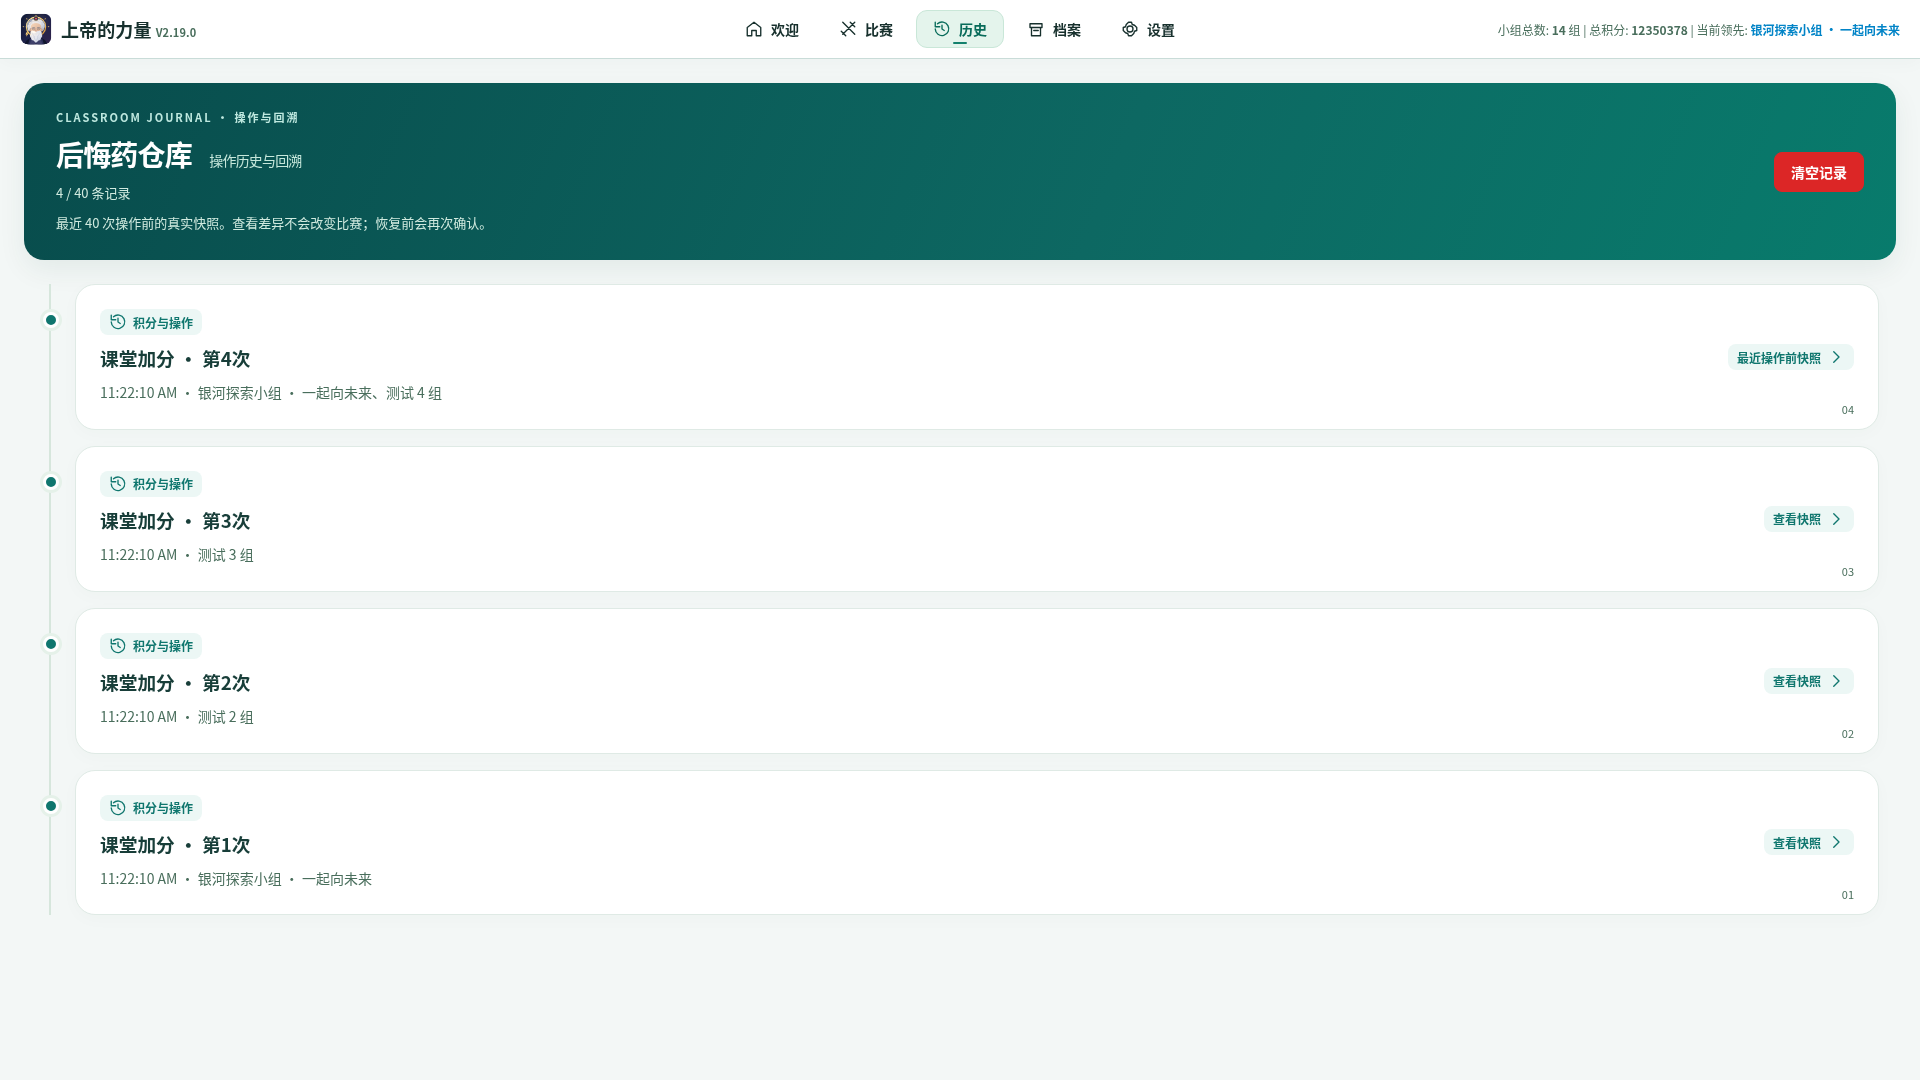 上帝的力量 V2.19.0
欢迎
比赛
历史
档案
设置
小组总数: 14 组 | 总积分: 12350378 | 当前领先: 银河探索小组 · 一起向未来
CLASSROOM JOURNAL · 操作与回溯
后悔药仓库 操作历史与回溯
4 / 40 条记录
最近 40 次操作前的真实快照。查看差异不会改变比赛；恢复前会再次确认。
清空记录
积分与操作
课堂加分 · 第4次
11:22:10 AM · 银河探索小组 · 一起向未来、测试 4 组
最近操作前快照
04
积分与操作
课堂加分 · 第3次
11:22:10 AM · 测试 3 组
查看快照
03
积分与操作
课堂加分 · 第2次
11:22:10 AM · 测试 2 组
查看快照
02
积分与操作
课堂加分 · 第1次
11:22:10 AM · 银河探索小组 · 一起向未来
查看快照
01